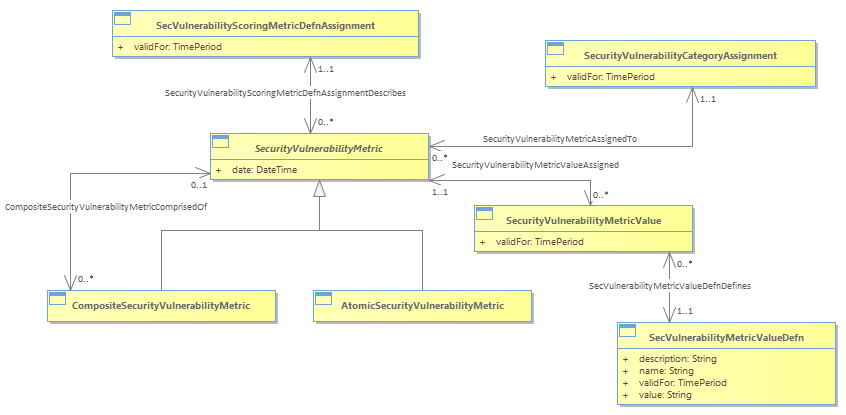 SecVulnerabilityScoringMetricDefnAssignment
+ validFor: TimePeriod
SecurityVulnerabilityCategoryAssignment
+ validFor: TimePeriod
1..1
SecurityVulnerabilityScoringMetricDefnAssignmentDescribes
1..1
0..*
SecurityVulnerabilityMetricAssignedTo
SecurityVulnerabilityMetric
0..*
+ date: DateTime
SecurityVulnerabilityMetricValueAssigned
0..1
1..1
0..*
CompositeSecurityVulnerabilityMetricComprisedOf
SecurityVulnerabilityMetricValue
+ validFor: TimePeriod
0..*
0..*
SecVulnerabilityMetricValueDefnDefines
CompositeSecurityVulnerabilityMetric
AtomicSecurityVulnerabilityMetric
1..1
SecVulnerabilityMetricValueDefn
+ description: String
+ name: String
+ validFor: TimePeriod
+ value: String